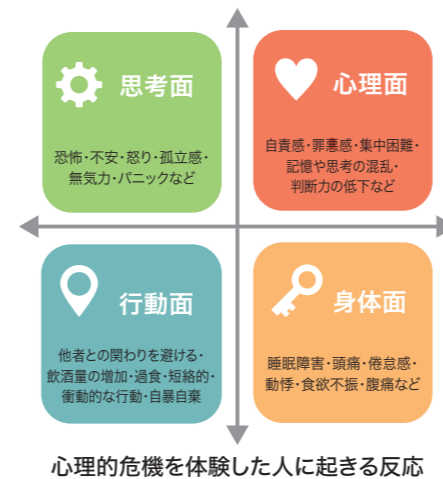 思考面
恐怖・不安・怒り・孤立感・
無気力・パニックなど
心理面
自責感・罪悪感・集中困難・
記憶や思考の混乱・
判断力の低下など
行動面
他者との関わりを避ける・
飲酒量の増加・過食・短絡的・
衝動的な行動・自暴自棄
身体面
睡眠障害・頭痛・倦怠感・
動悸・食欲不振・腹痛など
心理的危機を体験した人に起きる反応